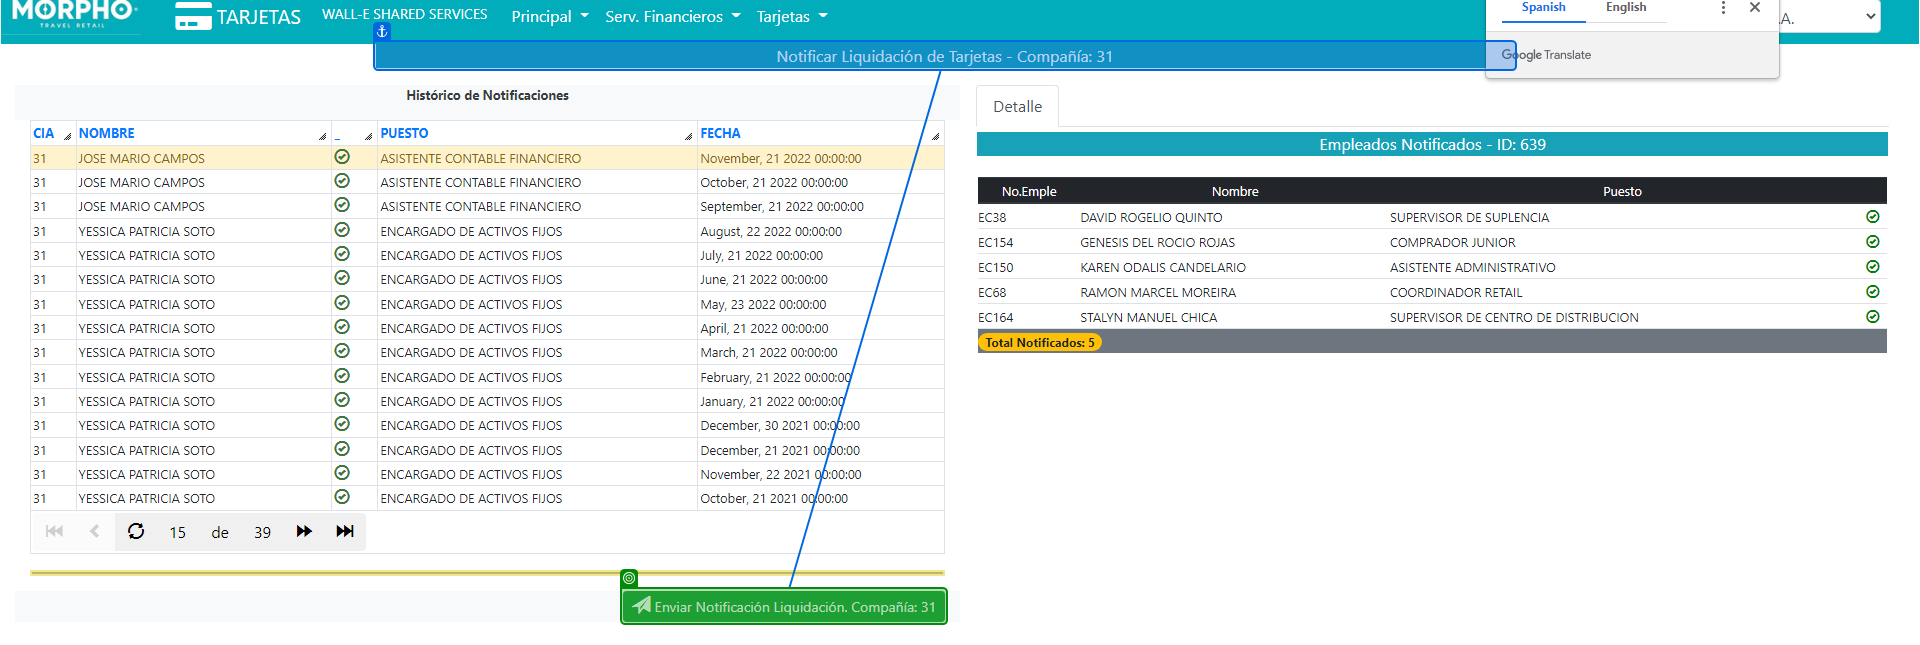 MORPHO
TRAVEL RETAIL
TARJETAS
WALL-E SHARED SERVICES
Principal
Serv. Financieros
Tarjetas
Spanish
English
.A.
Google Translate
Notificar Liquidación de Tarjetas - Compañía: 31
Histórico de Notificaciones
CIA NOMBRE _ PUESTO FECHA
31 JOSE MARIO CAMPOS ASISTENTE CONTABLE FINANCIERO November, 21 2022 00:00:00
31 JOSE MARIO CAMPOS ASISTENTE CONTABLE FINANCIERO October, 21 2022 00:00:00
31 JOSE MARIO CAMPOS ASISTENTE CONTABLE FINANCIERO September, 21 2022 00:00:00
31 YESSICA PATRICIA SOTO ENCARGADO DE ACTIVOS FIJOS August, 22 2022 00:00:00
31 YESSICA PATRICIA SOTO ENCARGADO DE ACTIVOS FIJOS July, 21 2022 00:00:00
31 YESSICA PATRICIA SOTO ENCARGADO DE ACTIVOS FIJOS June, 21 2022 00:00:00
31 YESSICA PATRICIA SOTO ENCARGADO DE ACTIVOS FIJOS May, 23 2022 00:00:00
31 YESSICA PATRICIA SOTO ENCARGADO DE ACTIVOS FIJOS April, 21 2022 00:00:00
31 YESSICA PATRICIA SOTO ENCARGADO DE ACTIVOS FIJOS March, 21 2022 00:00:00
31 YESSICA PATRICIA SOTO ENCARGADO DE ACTIVOS FIJOS February, 21 2022 00:00:00
31 YESSICA PATRICIA SOTO ENCARGADO DE ACTIVOS FIJOS January, 21 2022 00:00:00
31 YESSICA PATRICIA SOTO ENCARGADO DE ACTIVOS FIJOS December, 30 2021 00:00:00
31 YESSICA PATRICIA SOTO ENCARGADO DE ACTIVOS FIJOS December, 21 2021 00:00:00
31 YESSICA PATRICIA SOTO ENCARGADO DE ACTIVOS FIJOS November, 22 2021 00:00:00
31 YESSICA PATRICIA SOTO ENCARGADO DE ACTIVOS FIJOS October, 21 2021 00:00:00
15 de 39
Enviar Notificación Liquidación. Compañía: 31
Detalle
Empleados Notificados - ID: 639
No.Emple Nombre Puesto
EC38 DAVID ROGELIO QUINTO SUPERVISOR DE SUPLENCIA
EC154 GENESIS DEL ROCIO ROJAS COMPRADOR JUNIOR
EC150 KAREN ODALIS CANDELARIO ASISTENTE ADMINISTRATIVO
EC68 RAMON MARCEL MOREIRA COORDINADOR RETAIL
EC164 STALYN MANUEL CHICA SUPERVISOR DE CENTRO DE DISTRIBUCION
Total Notificados: 5